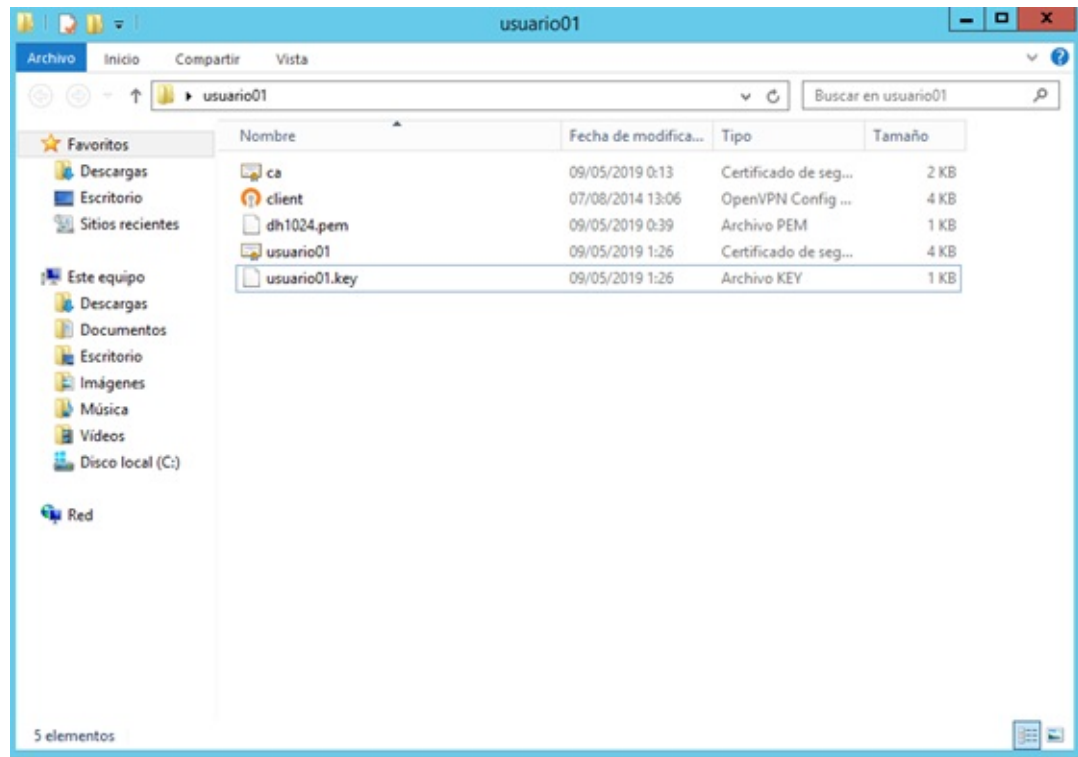 usuario01
Archivo Inicio Compartir Vista
usuario01 Buscar en usuario01
Favoritos
Descargas
Escritorio
Sitios recientes
Este equipo
Descargas
Documentos
Escritorio
Imágenes
Música
Vídeos
Disco local (C:)
Red
Nombre Fecha de modifica... Tipo Tamaño
ca 09/05/2019 0:13 Certificado de seg... 2 KB
client 07/08/2014 13:06 OpenVPN Config ... 4 KB
dh1024.pem 09/05/2019 0:39 Archivo PEM 1 KB
usuario01 09/05/2019 1:26 Certificado de seg... 4 KB
usuario01.key 09/05/2019 1:26 Archivo KEY 1 KB
5 elementos